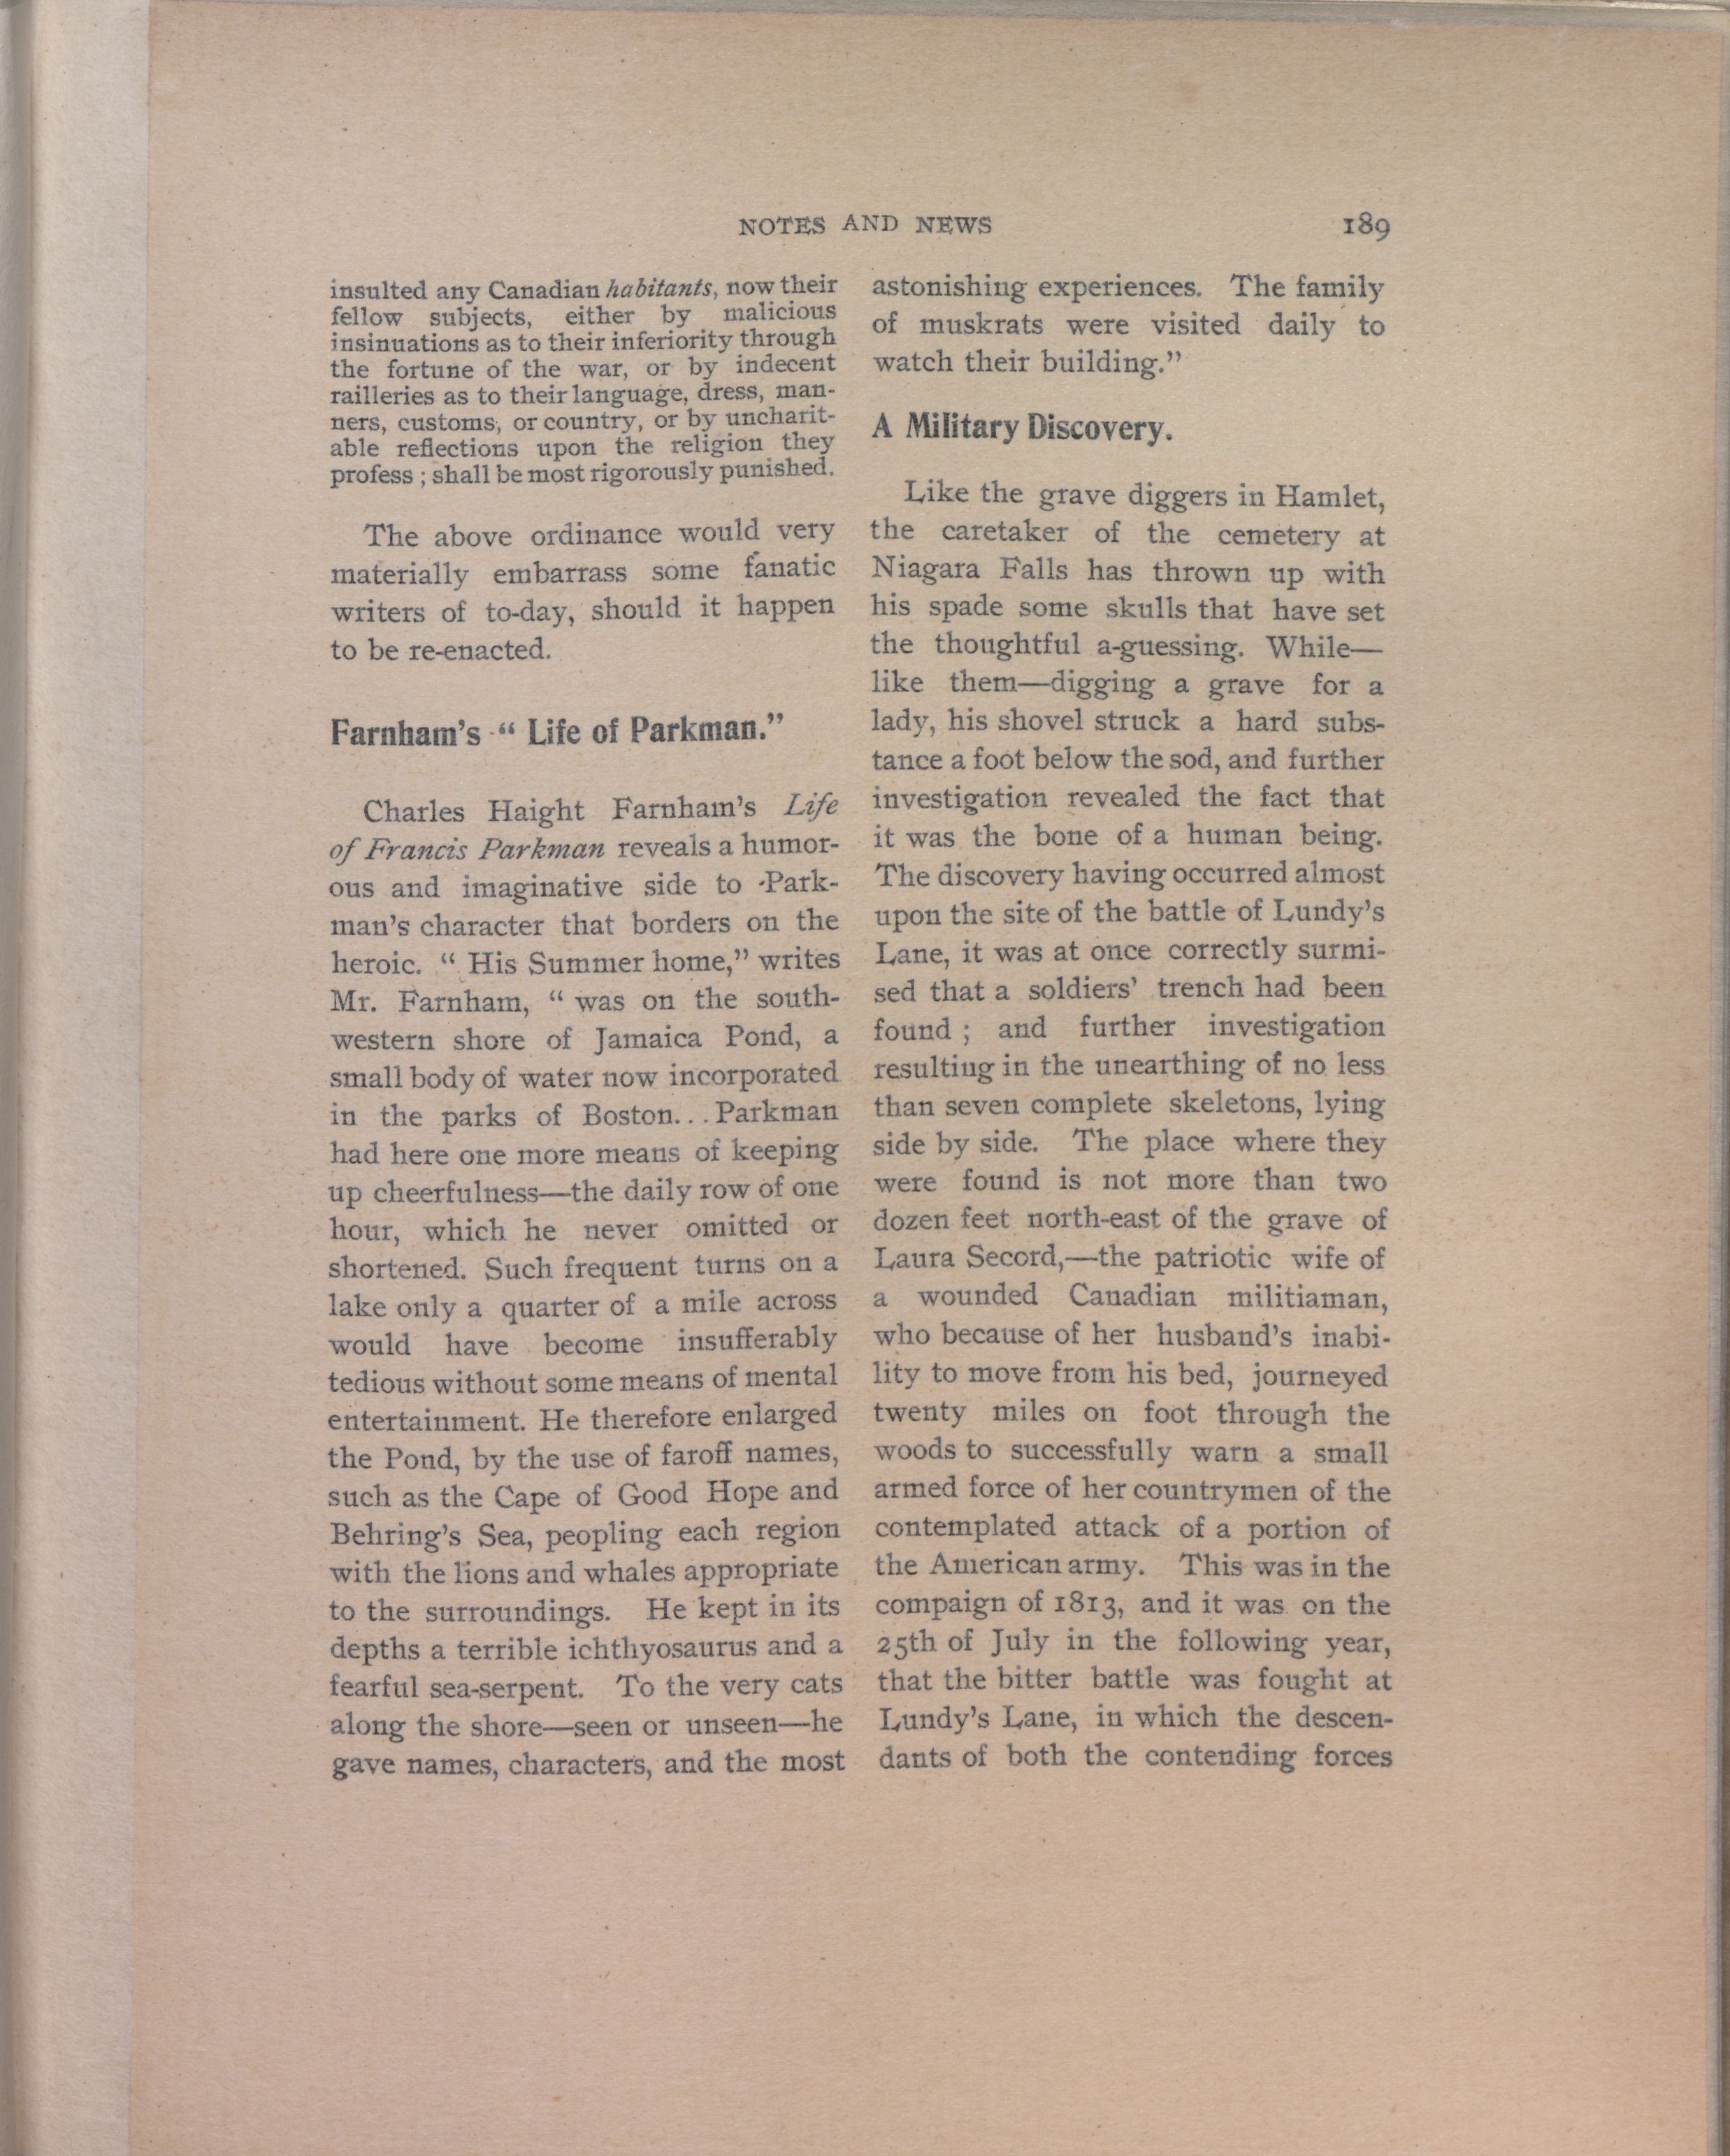 NOTES AND NEWS 189
insulted any Canadian habitants, now their
fellow subjects, either by malicious
insinuations as to their inferiority through
the fortune of the war, or by indecent
railleries as to their language, dress, man-
ners, customs, or country, or by uncharit-
able reflections upon the religion they
profess ; shall be most rigorously punished.
The above ordinance would very
materially embarrass some fanatic
writers of to-day, should it happen
to be re-enacted.
Farnham's “ Life of Parkman.”
Charles Haight Farnham's Life
of Francis Parkman reveals a humor-
ous and imaginative side to Park-
man's character that borders on the
heroic. “ His Summer home,” writes
Mr. Farnham, “ was on the south-
western shore of Jamaica Pond, a
small body of water now incorporated
in the parks of Boston... Parkman
had here one more means of keeping
up cheerfulness—the daily row of one
hour, which he never omitted or
shortened. Such frequent turns on a
lake only a quarter of a mile across
would have become insufferably
tedious without some means of mental
entertainment. He therefore enlarged
the Pond, by the use of faroff names,
such as the Cape of Good Hope and
Behring's Sea, peopling each region
with the lions and whales appropriate
to the surroundings. He kept in its
depths a terrible ichthyosaurus and a
fearful sea-serpent. To the very cats
along the shore—seen or unseen—he
gave names, characters, and the most
astonishing experiences. The family
of muskrats were visited daily to
watch their building.”
A Military Discovery.
Like the grave diggers in Hamlet,
the caretaker of the cemetery at
Niagara Falls has thrown up with
his spade some skulls that have set
the thoughtful a-guessing. While—
like them—digging a grave for a
lady, his shovel struck a hard subs-
tance a foot below the sod, and further
investigation revealed the fact that
it was the bone of a human being.
The discovery having occurred almost
upon the site of the battle of Lundy's
Lane, it was at once correctly surmi-
sed that a soldiers' trench had been
found ; and further investigation
resulting in the unearthing of no less
than seven complete skeletons, lying
side by side. The place where they
were found is not more than two
dozen feet north-east of the grave of
Laura Secord,—the patriotic wife of
a wounded Canadian militiaman,
who because of her husband's inabi-
lity to move from his bed, journeyed
twenty miles on foot through the
woods to successfully warn a small
armed force of her countrymen of the
contemplated attack of a portion of
the American army. This was in the
compaign of 1813, and it was on the
25th of July in the following year,
that the bitter battle was fought at
Lundy's Lane, in which the descen-
dants of both the contending forces